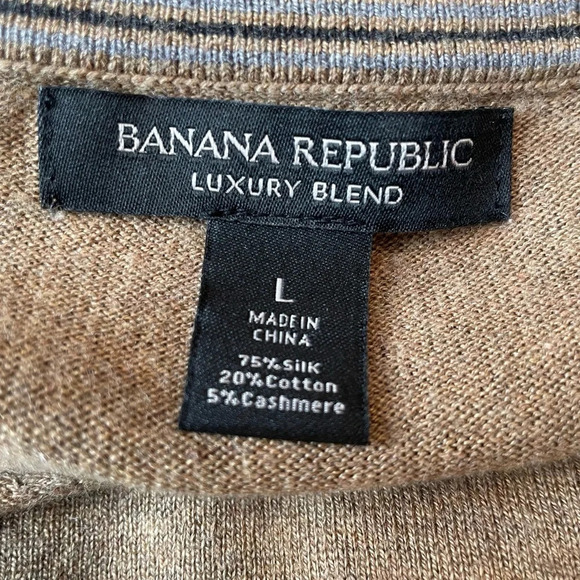 BANANA REPUBLIC
LUXURY BLEND
L
MADE IN
CHINA
75%Silk
20%Cotton
5%Cashmere